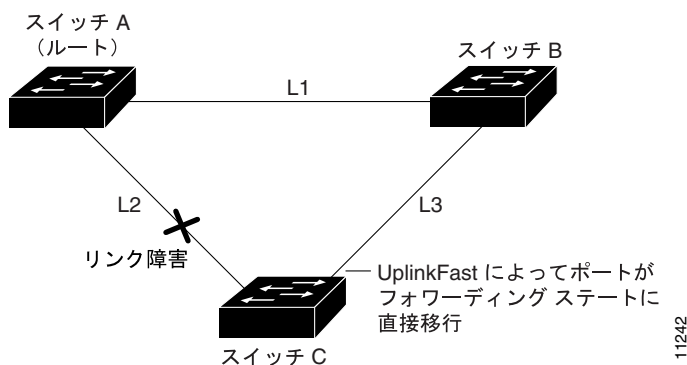 スイッチ A
（ルート）
スイッチ B
L1
L2
L3
リンク障害
UplinkFast によってポートが
フォワーディング ステートに
直接移行
スイッチ C
11242